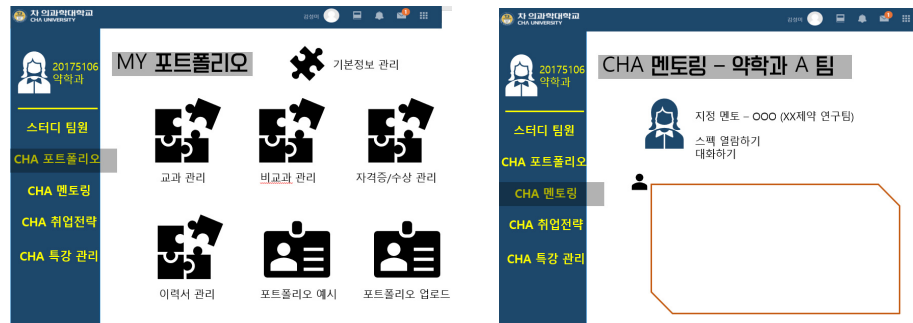 차 의과학대학교
CHA UNIVERSITY
김성미
1
20175106
약학과
스터디 팀원
CHA 포트폴리오
CHA 멘토링
CHA 취업전략
CHA 특강 관리
MY 포트폴리오
기본정보 관리
교과 관리
비교과 관리
자격증/수상 관리
이력서 관리
포트폴리오 예시
포트폴리오 업로드
차 의과학대학교
CHA UNIVERSITY
김성미
1
20175106
약학과
스터디 팀원
CHA 포트폴리오
CHA 멘토링
CHA 취업전략
CHA 특강 관리
CHA 멘토링 – 약학과 A 팀
지정 멘토 – OOO (XX제약 연구팀)
스펙 열람하기
대화하기